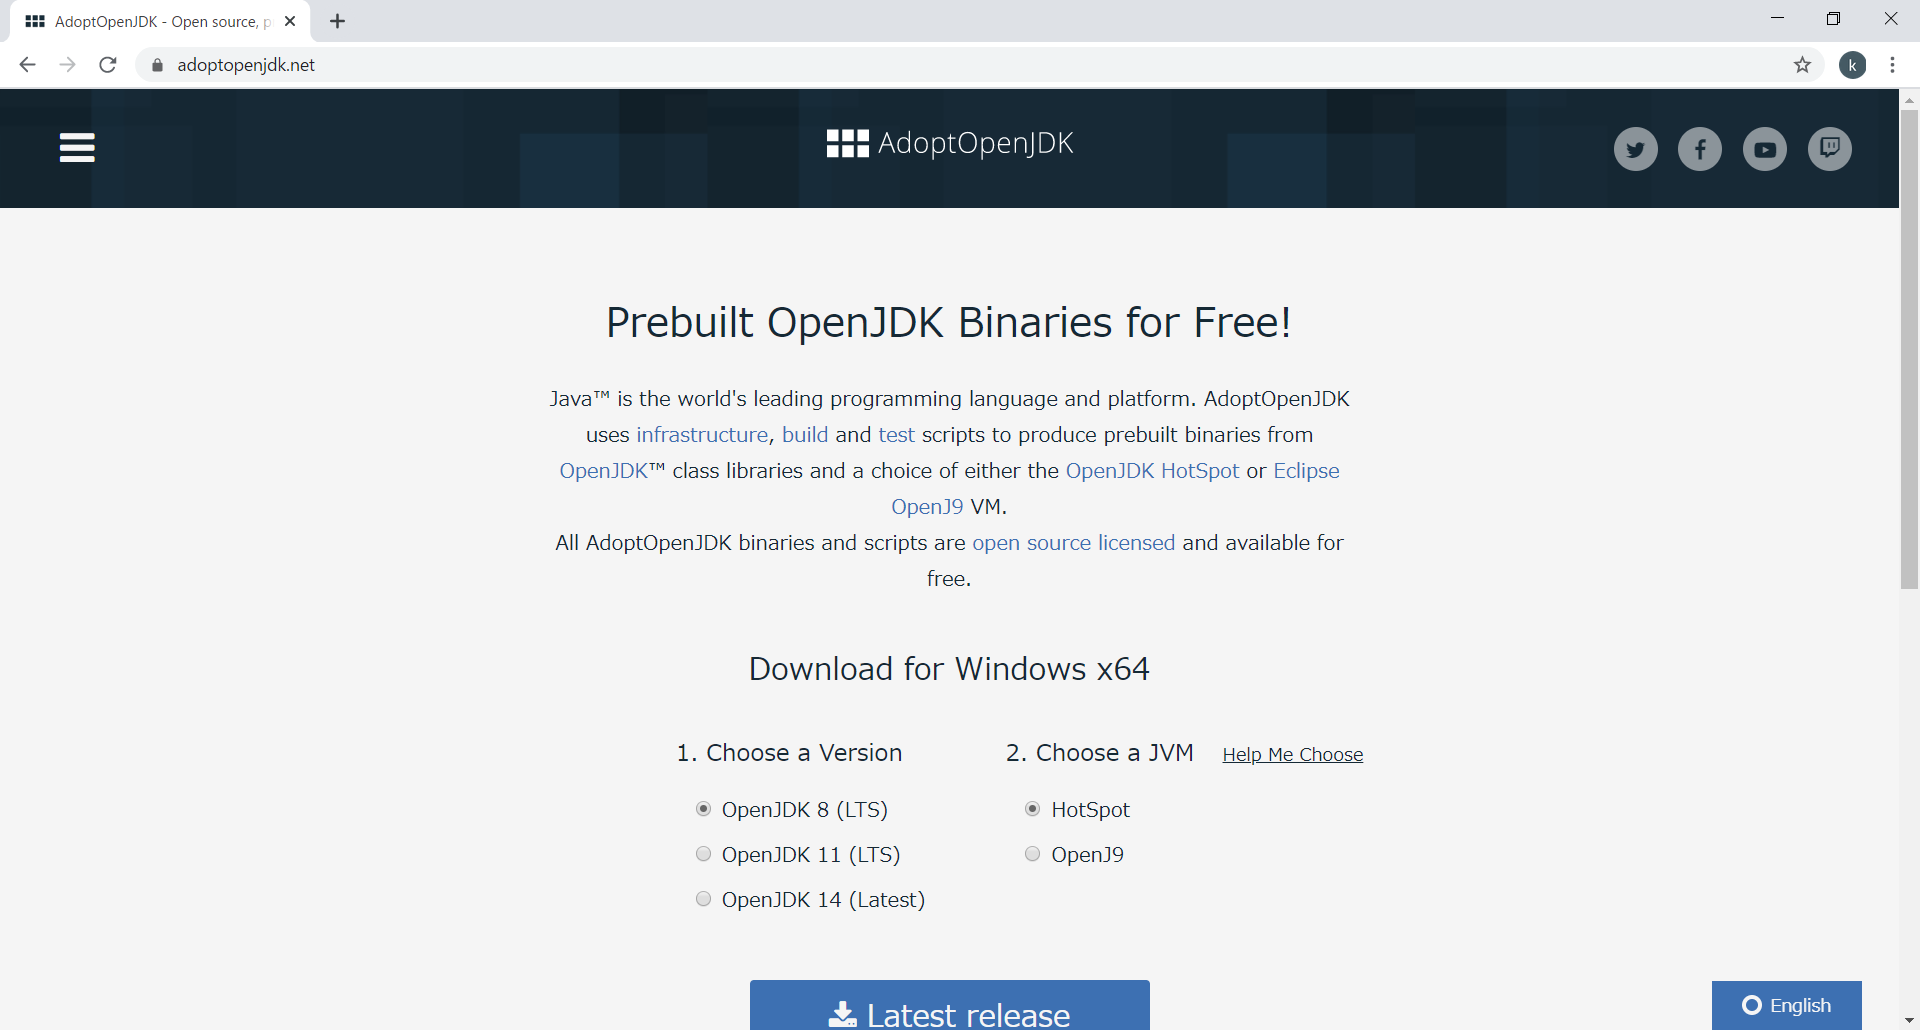 AdoptOpenJDK - Open source, p
adoptopenjdk.net
k
AdoptOpenJDK
Prebuilt OpenJDK Binaries for Free!
Java™ is the world's leading programming language and platform. AdoptOpenJDK
uses infrastructure, build and test scripts to produce prebuilt binaries from
OpenJDK™ class libraries and a choice of either the OpenJDK HotSpot or Eclipse
OpenJ9 VM.
All AdoptOpenJDK binaries and scripts are open source licensed and available for
free.
Download for Windows x64
1. Choose a Version
2. Choose a JVM
Help Me Choose
OpenJDK 8 (LTS)
HotSpot
OpenJDK 11 (LTS)
OpenJ9
OpenJDK 14 (Latest)
Latest release
English